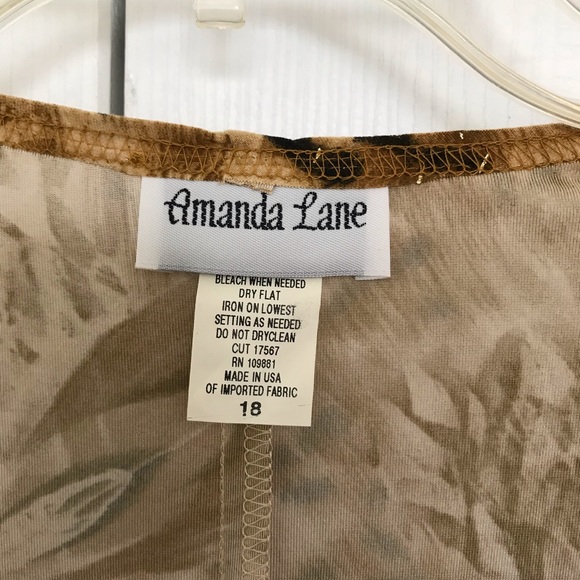 Amanda Lane
BLEACH WHEN NEEDED
DRY FLAT
IRON ON LOWEST
SETTING AS NEEDED
DO NOT DRYCLEAN
CUT 17567
RN 109881
MADE IN USA
OF IMPORTED FABRIC
18